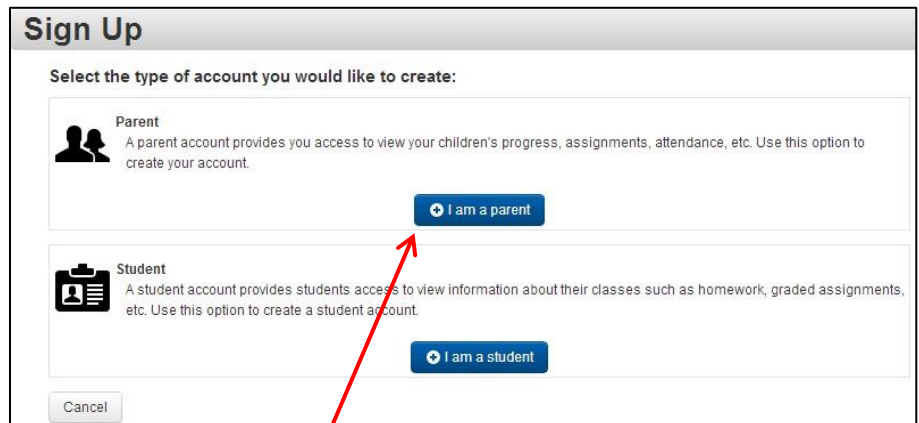 Sign Up
Select the type of account you would like to create:
Parent
A parent account provides you access to view your children's progress, assignments, attendance, etc. Use this option to
create your account.
I am a parent
Student
A student account provides students access to view information about their classes such as homework, graded assignments,
etc. Use this option to create a student account.
I am a student
Cancel